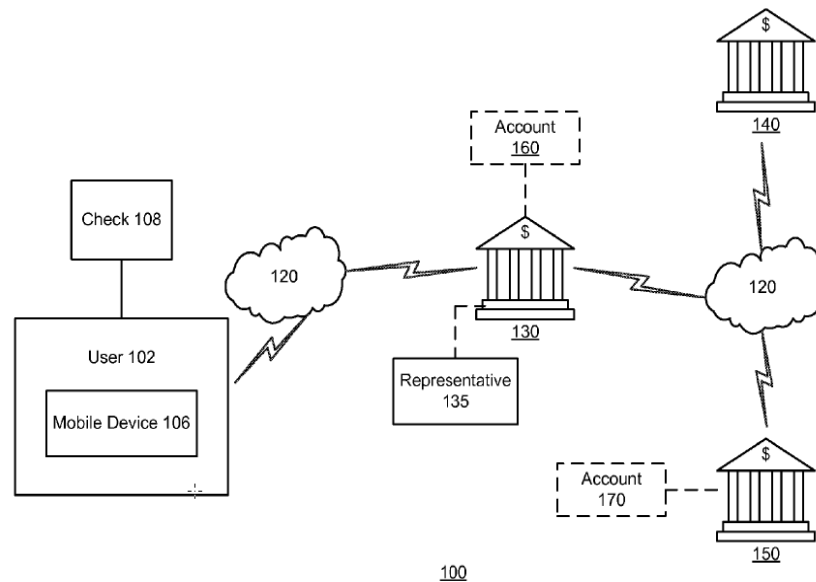 $
140
Account
160
Check 108
120
$
120
130
User 102
Representative
135
Mobile Device 106
$
Account
170
150
100